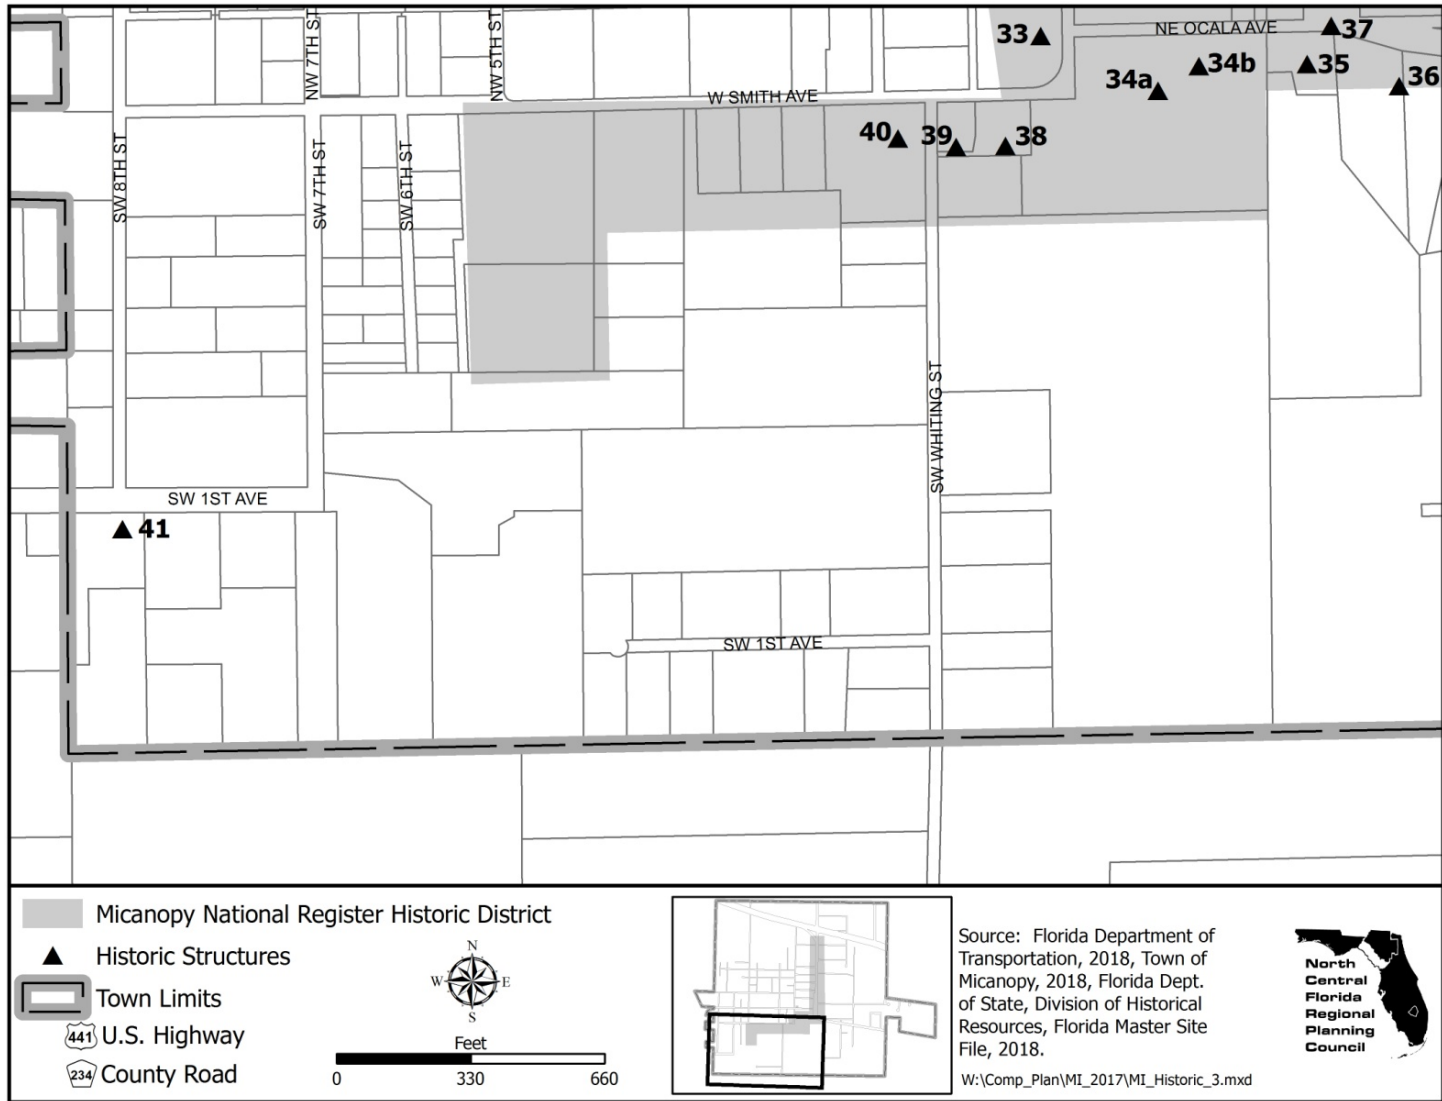 NW 7TH ST
NW 5TH ST
33
NE OCALA AVE
37
34a
34b
35
36
W SMITH AVE
40
39
38
SW 8TH ST
SW 7TH ST
SW 6TH ST
SW WHITING ST
SW 1ST AVE
41
SW 1ST AVE
Micanopy National Register Historic District
Historic Structures
Town Limits
441 U.S. Highway
234 County Road
N
W E
S
Feet
0 330 660
Source: Florida Department of
Transportation, 2018, Town of
Micanopy, 2018, Florida Dept.
of State, Division of Historical
Resources, Florida Master Site
File, 2018.
W:\Comp_Plan\MI_2017\MI_Historic_3.mxd
North
Central
Florida
Regional
Planning
Council